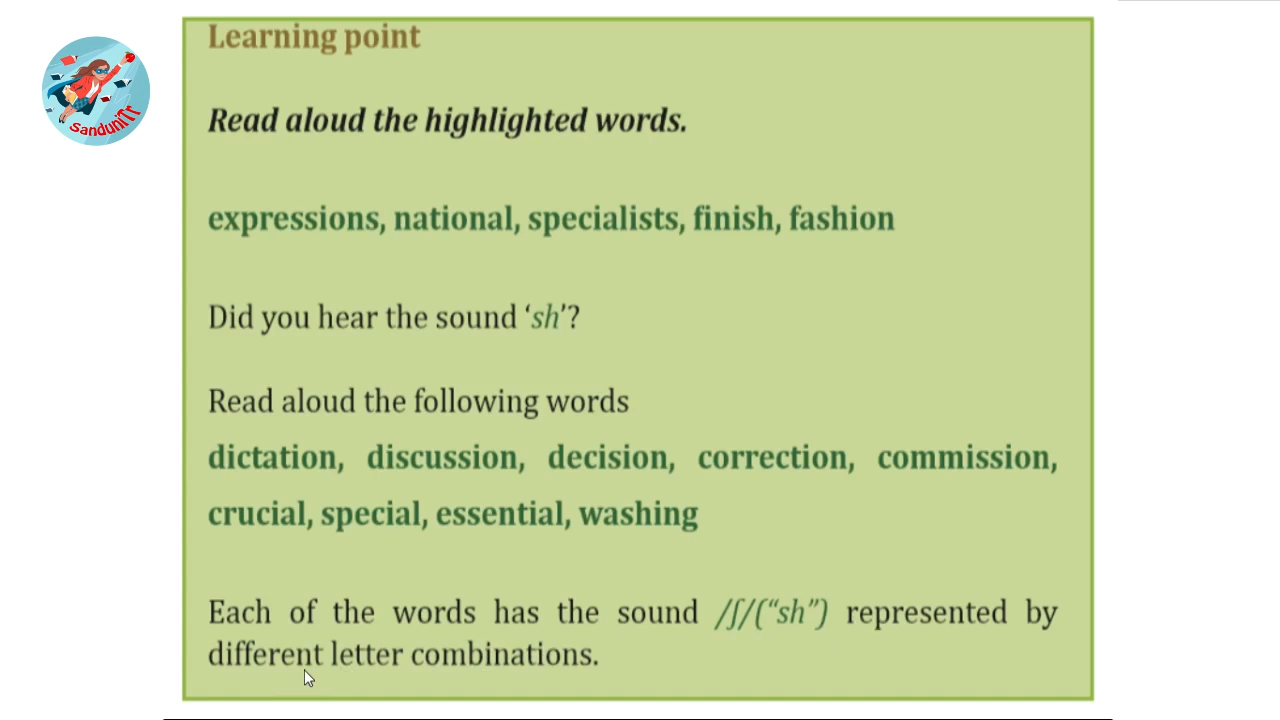 SanduniTr
Learning point
Read aloud the highlighted words.
expressions, national, specialists, finish, fashion
Did you hear the sound ‘sh’?
Read aloud the following words
dictation, discussion, decision, correction, commission,
crucial, special, essential, washing
Each of the words has the sound /ʃ/(“sh”) represented by
different letter combinations.